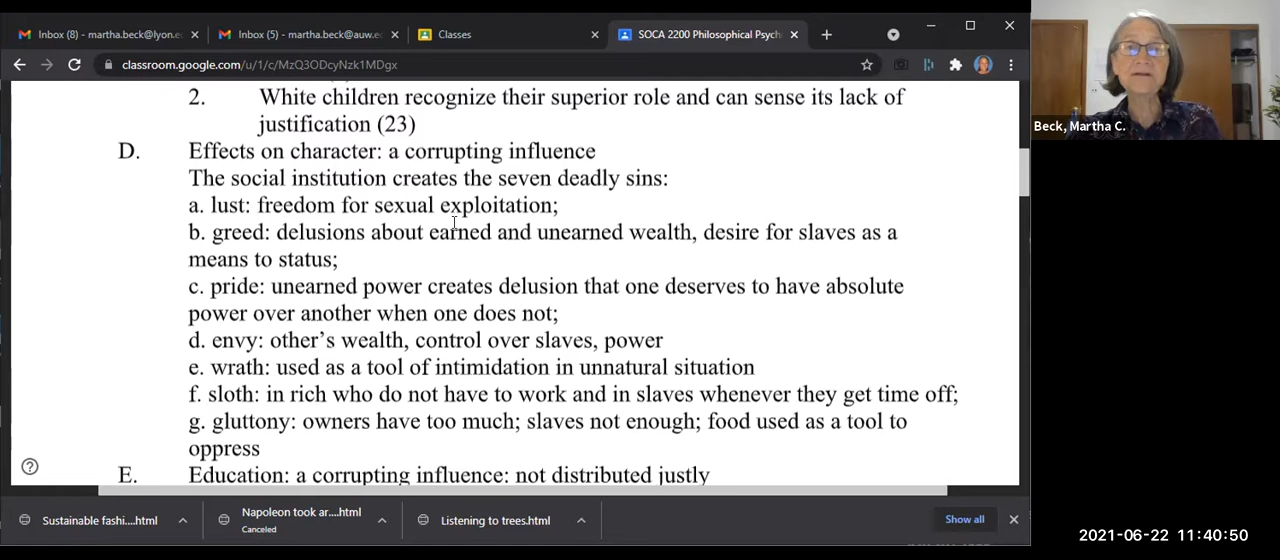 Inbox (8) - martha.beck@lyon.e
Inbox (5) - martha.beck@auw.e
Classes
SOCA 2200 Philosophical Psych
classroom.google.com/u/1/c/MzQ3ODcyNzk1MDgx
2. White children recognize their superior role and can sense its lack of
justification (23)
D. Effects on character: a corrupting influence
The social institution creates the seven deadly sins:
a. lust: freedom for sexual exploitation;
b. greed: delusions about earned and unearned wealth, desire for slaves as a
means to status;
c. pride: unearned power creates delusion that one deserves to have absolute
power over another when one does not;
d. envy: other’s wealth, control over slaves, power
e. wrath: used as a tool of intimidation in unnatural situation
f. sloth: in rich who do not have to work and in slaves whenever they get time off;
g. gluttony: owners have too much; slaves not enough; food used as a tool to
oppress
E. Education: a corrupting influence: not distributed justly
Beck, Martha C.
Sustainable fashi....html
Napoleon took ar....html
Canceled
Listening to trees.html
Show all
2021-06-22 11:40:50